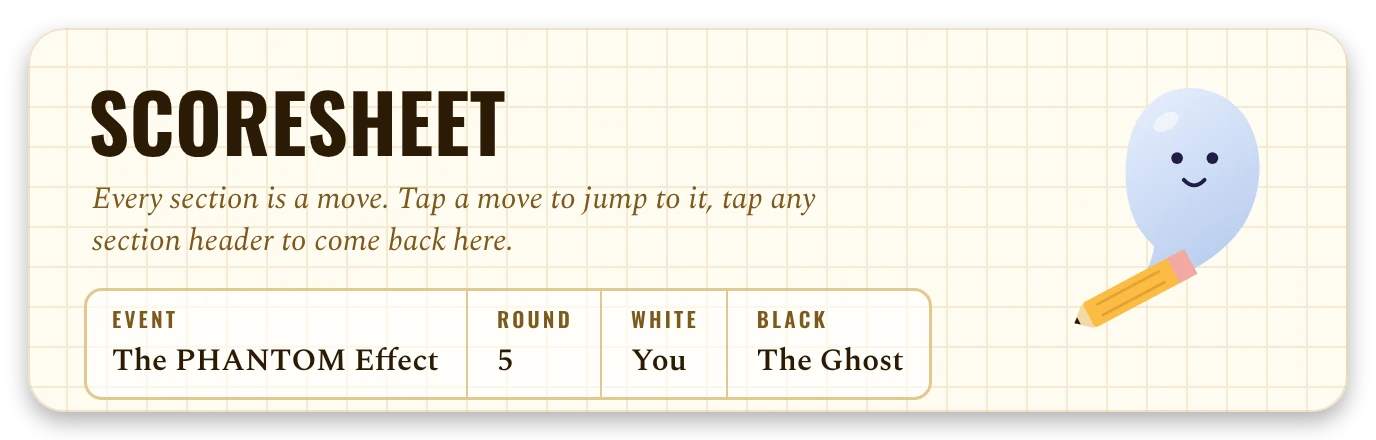 SCORESHEET
Every section is a move. Tap a move to jump to it, tap any
section header to come back here.
EVENT
The PHANTOM Effect
ROUND
5
WHITE
You
BLACK
The Ghost